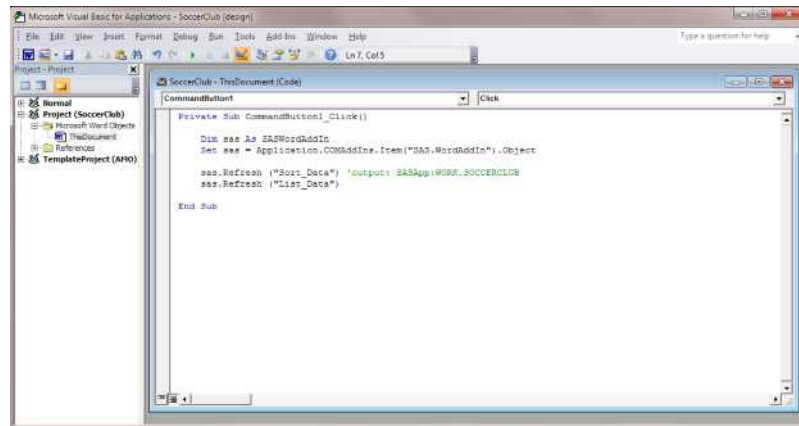 Microsoft Visual Basic for Applications - SoccerClub [design]
File Edit View Insert Format Debug Run Tools Add-Ins Window Help
Type a question for help
Ln 7, Col 5
Project - Project
Normal
Project (SoccerClub)
Microsoft Word Objects
ThisDocument
References
TemplateProject (AMO)
SoccerClub - ThisDocument (Code)
CommandButton1
Click
Private Sub CommandButton1_Click()
Dim sas As SASWordAddIn
Set sas = Application.COMAddIns.Item("SAS.WordAddIn").Object
sas.Refresh ("Sort_Data") 'output: SASApp:WORK.SOCCERCLUB
sas.Refresh ("List_Data")
End Sub